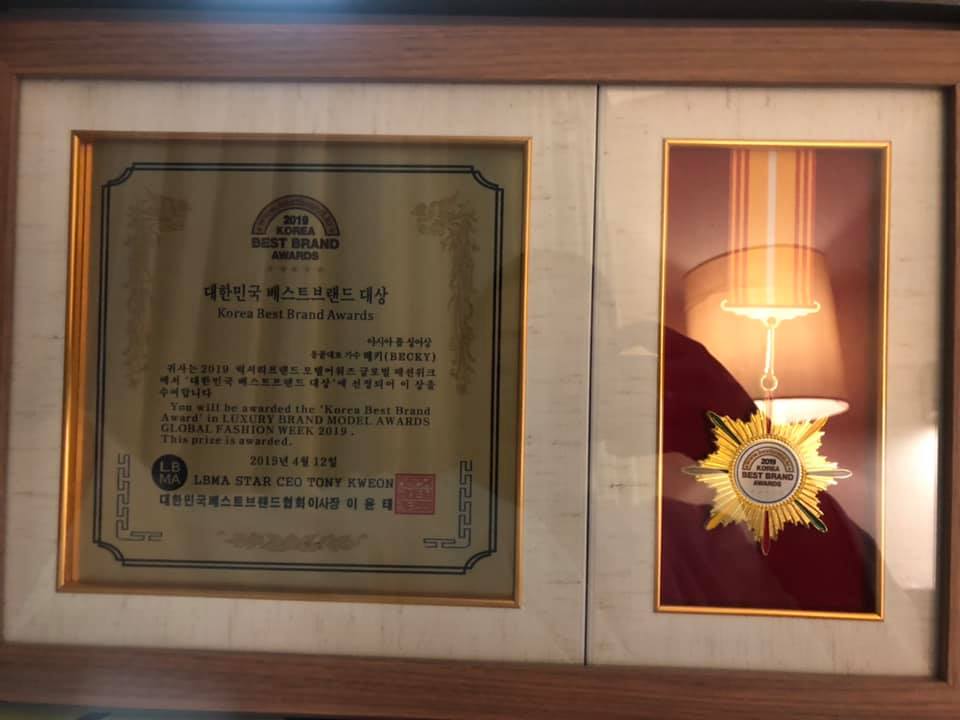 2019
KOREA
BEST BRAND
AWARDS
대한민국 베스트브랜드 대상
Korea Best Brand Awards
아시아 톱 싱어상
몽골대표 가수 베키(BECKY)
귀사는 2019 럭셔리브랜드 모델어워즈 글로벌 패션위크
에서 '대한민국 베스트브랜드 대상'에 선정되어 이 상을
수여합니다
You will be awarded the 'Korea Best Brand
Award' in LUXURY BRAND MODEL AWARDS
GLOBAL FASHION WEEK 2019 .
This prize is awarded.
2019년 4월 12일
LB
MA
LBMA STAR CEO TONY KWEON
대한민국베스트브랜드협회이사장 이 윤 태
2019
KOREA
BEST BRAND
AWARDS